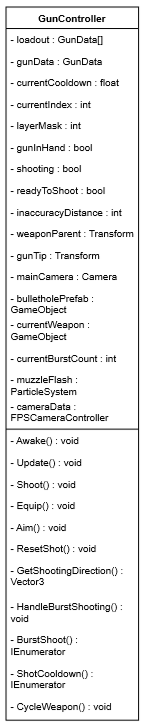 GunController
- loadout : GunData[]
- gunData : GunData
- currentCooldown : float
- currentIndex : int
- layerMask : int
- gunInHand : bool
- shooting : bool
- readyToShoot : bool
- inaccuracyDistance : int
- weaponParent : Transform
- gunTip : Transform
- mainCamera : Camera
- bulletholePrefab :
GameObject
- currentWeapon :
GameObject
- currentBurstCount : int
- muzzleFlash :
ParticleSystem
- cameraData :
FPSCameraController
- Awake() : void
- Update() : void
- Shoot() : void
- Equip() : void
- Aim() : void
- ResetShot() : void
- GetShootingDirection() :
Vector3
- HandleBurstShooting() :
void
- BurstShoot() :
IEnumerator
- ShotCooldown() :
IEnumerator
- CycleWeapon() : void